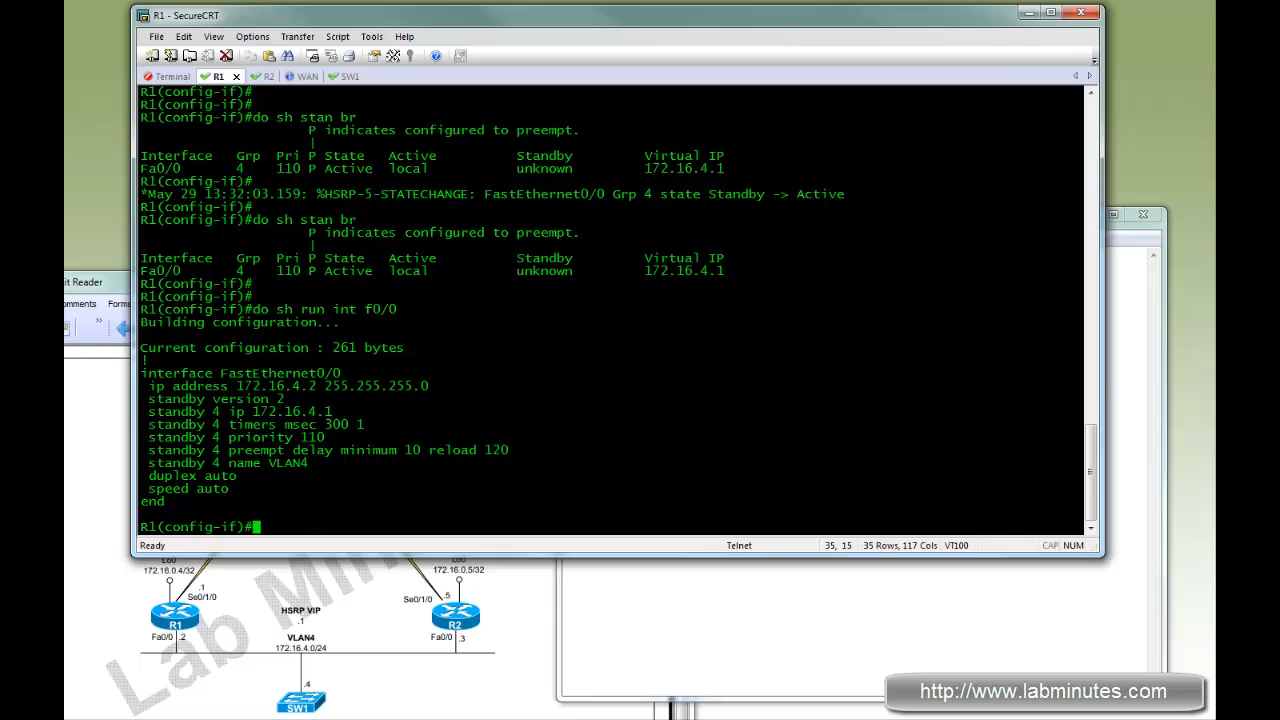 R1 - SecureCRT
File Edit View Options Transfer Script Tools Help
Terminal R1 R2 WAN SW1
R1(config-if)#
R1(config-if)#
R1(config-if)#do sh stan br
P indicates configured to preempt.
|
Interface Grp Pri P State Active Standby Virtual IP
Fa0/0 4 110 P Active local unknown 172.16.4.1
R1(config-if)#
*May 29 13:32:03.159: %HSRP-5-STATECHANGE: FastEthernet0/0 Grp 4 state Standby -> Active
R1(config-if)#
R1(config-if)#do sh stan br
P indicates configured to preempt.
|
Interface Grp Pri P State Active Standby Virtual IP
Fa0/0 4 110 P Active local unknown 172.16.4.1
R1(config-if)#
R1(config-if)#
R1(config-if)#do sh run int f0/0
Building configuration...
Current configuration : 261 bytes
!
interface FastEthernet0/0
ip address 172.16.4.2 255.255.255.0
standby version 2
standby 4 ip 172.16.4.1
standby 4 timers msec 300 1
standby 4 priority 110
standby 4 preempt delay minimum 10 reload 120
standby 4 name VLAN4
duplex auto
speed auto
end
R1(config-if)#
Ready Telnet 35, 15 35 Rows, 117 Cols VT100 CAP NUM
it Reader
omments Forms
172.16.0.4/32 172.16.0.5/32
.1 .5
Se0/1/0 Se0/1/0
HSRP VIP
.1
R1 R2
Fa0/0 .2 Fa0/0 .3
VLAN4
172.16.4.0/24
.4
SW1
Lab Min
http://www.labminutes.com